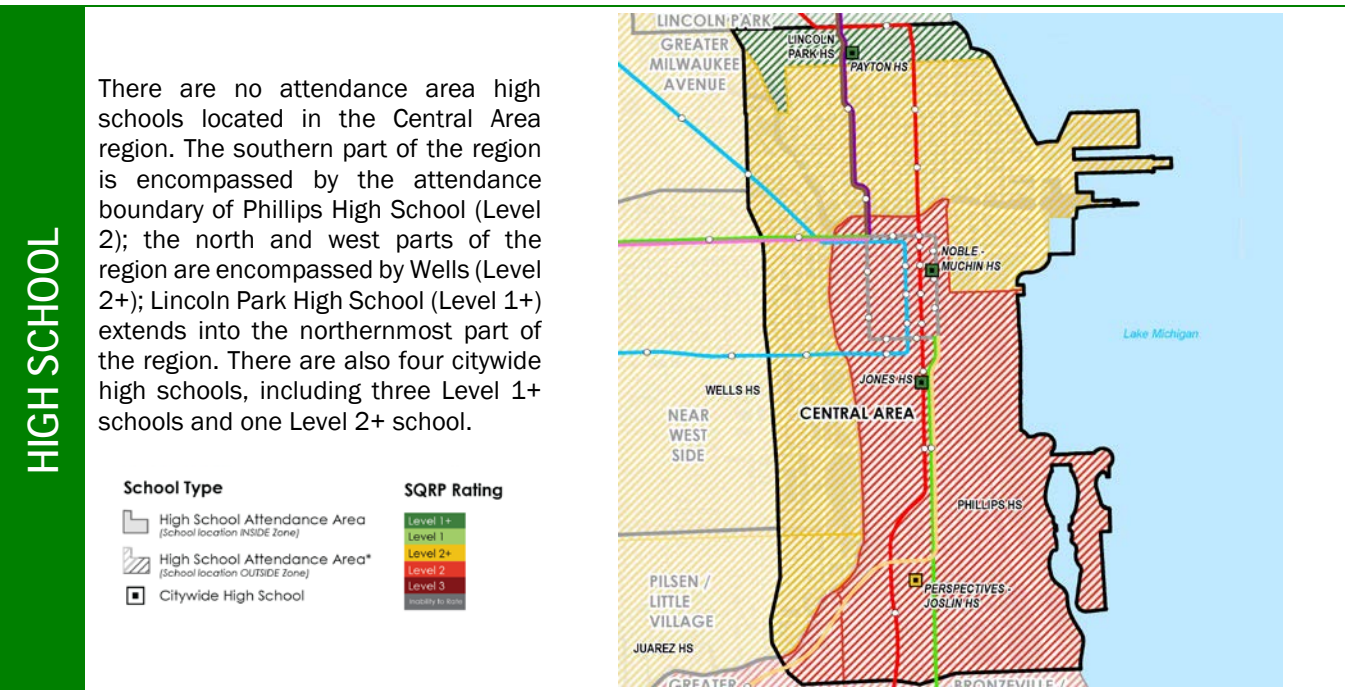 HIGH SCHOOL
There are no attendance area high
schools located in the Central Area
region. The southern part of the region
is encompassed by the attendance
boundary of Phillips High School (Level
2); the north and west parts of the
region are encompassed by Wells (Level
2+); Lincoln Park High School (Level 1+)
extends into the northernmost part of
the region. There are also four citywide
high schools, including three Level 1+
schools and one Level 2+ school.
School Type
High School Attendance Area
(School location INSIDE Zone)
High School Attendance Area*
(School location OUTSIDE Zone)
Citywide High School
SQRP Rating
Level 1+
Level 1
Level 2+
Level 2
Level 3
Inability to Rate
LINCOLN PARK
GREATER
MILWAUKEE
AVENUE
LINCOLN
PARK HS
PAYTON HS
NOBLE -
MUCHIN HS
Lake Michigan
JONES HS
WELLS HS
CENTRAL AREA
NEAR
WEST
SIDE
PHILLIPS HS
PERSPECTIVES -
JOSLIN HS
PILSEN /
LITTLE
VILLAGE
JUAREZ HS
GREATER
BRONZEVILLE /